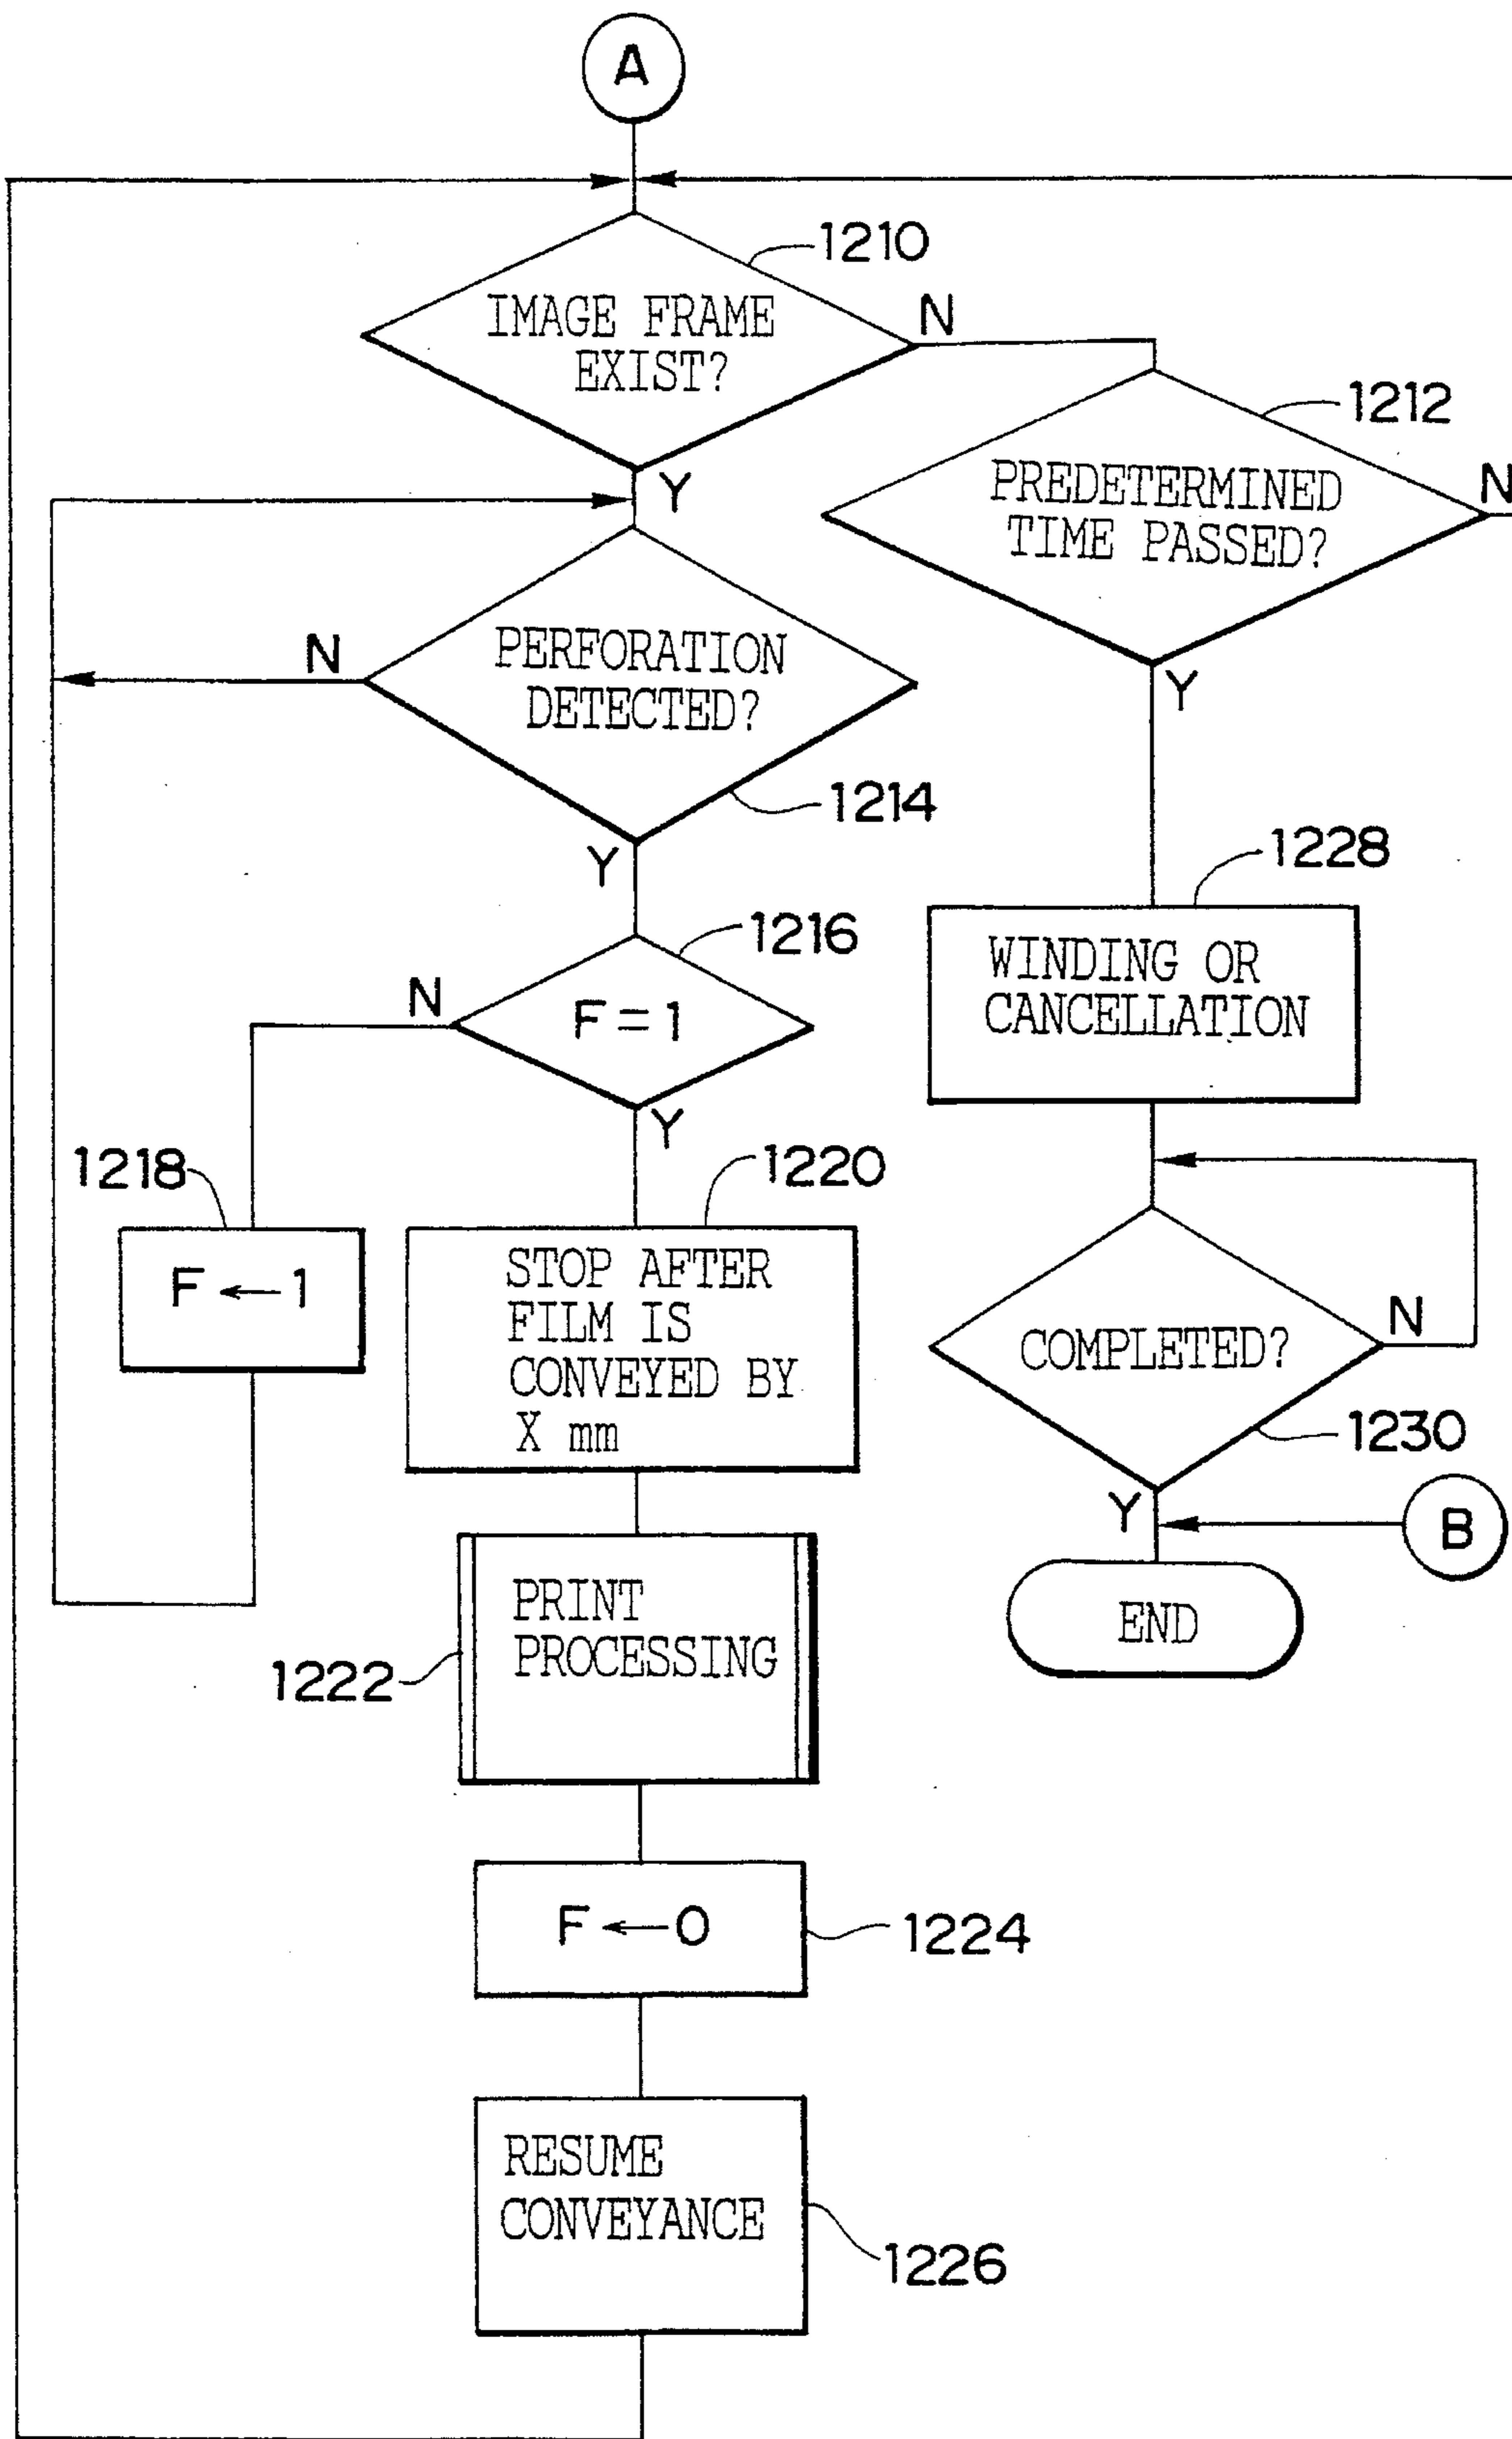 A
1210
IMAGE FRAME
EXIST?
N
Y
1212
PREDETERMINED
TIME PASSED?
N
Y
PERFORATION
DETECTED?
N
1214
Y
1216
F = 1
N
Y
1218
F ← 1
1220
STOP AFTER
FILM IS
CONVEYED BY
X mm
1222
PRINT
PROCESSING
F ← 0
1224
RESUME
CONVEYANCE
1226
1228
WINDING OR
CANCELLATION
COMPLETED?
N
1230
Y
B
END